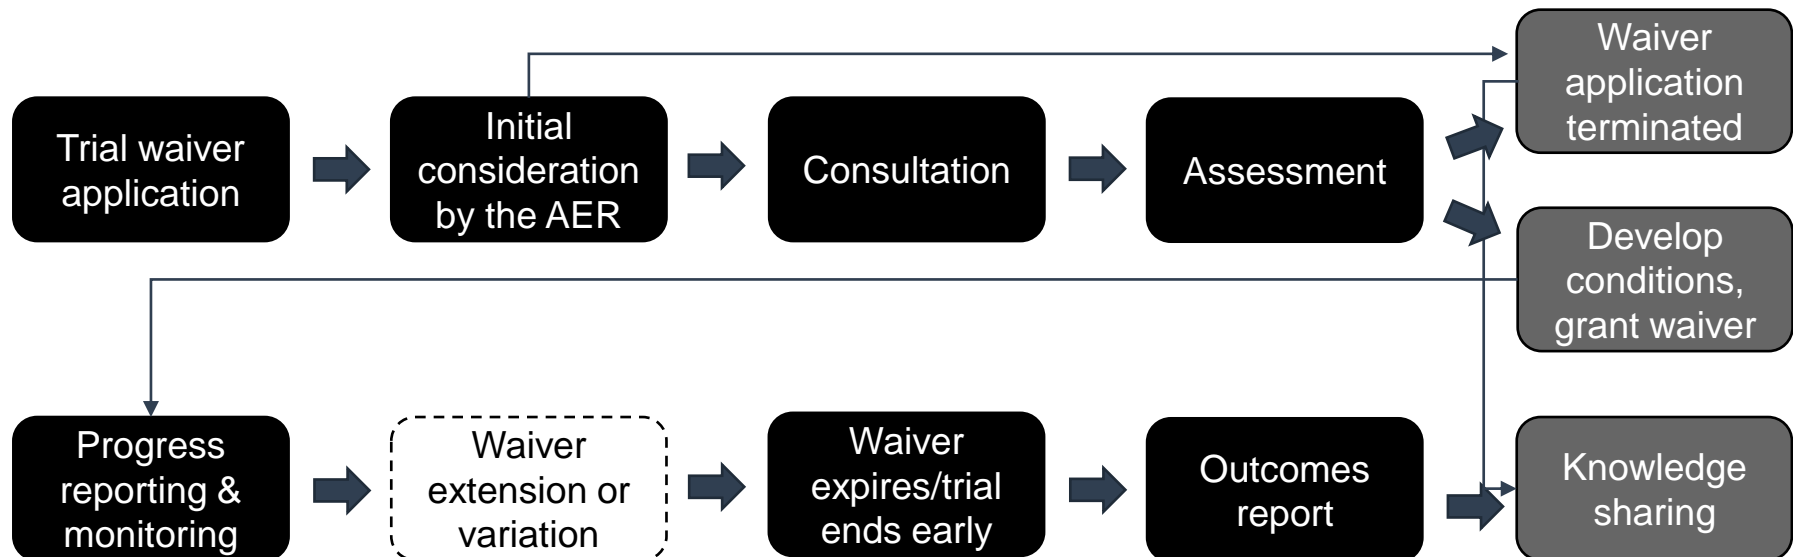 Trial waiver
application
Initial
consideration
by the AER
Consultation
Assessment
Waiver
application
terminated
Develop
conditions,
grant waiver
Progress
reporting &
monitoring
Waiver
extension or
variation
Waiver
expires/trial
ends early
Outcomes
report
Knowledge
sharing